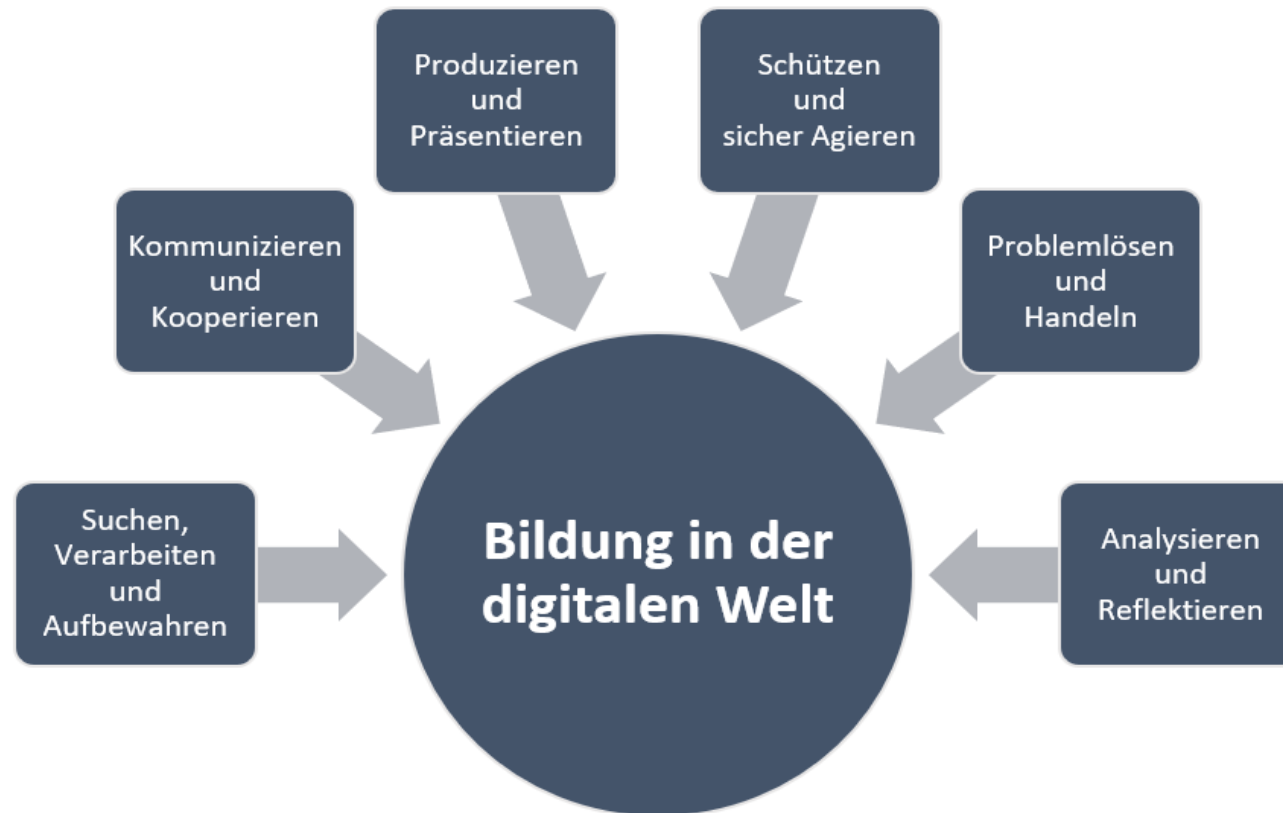 Produzieren
und
Präsentieren
Schützen
und
sicher Agieren
Kommunizieren
und
Kooperieren
Problemlösen
und
Handeln
Suchen,
Verarbeiten
und
Aufbewahren
Bildung in der
digitalen Welt
Analysieren
und
Reflektieren